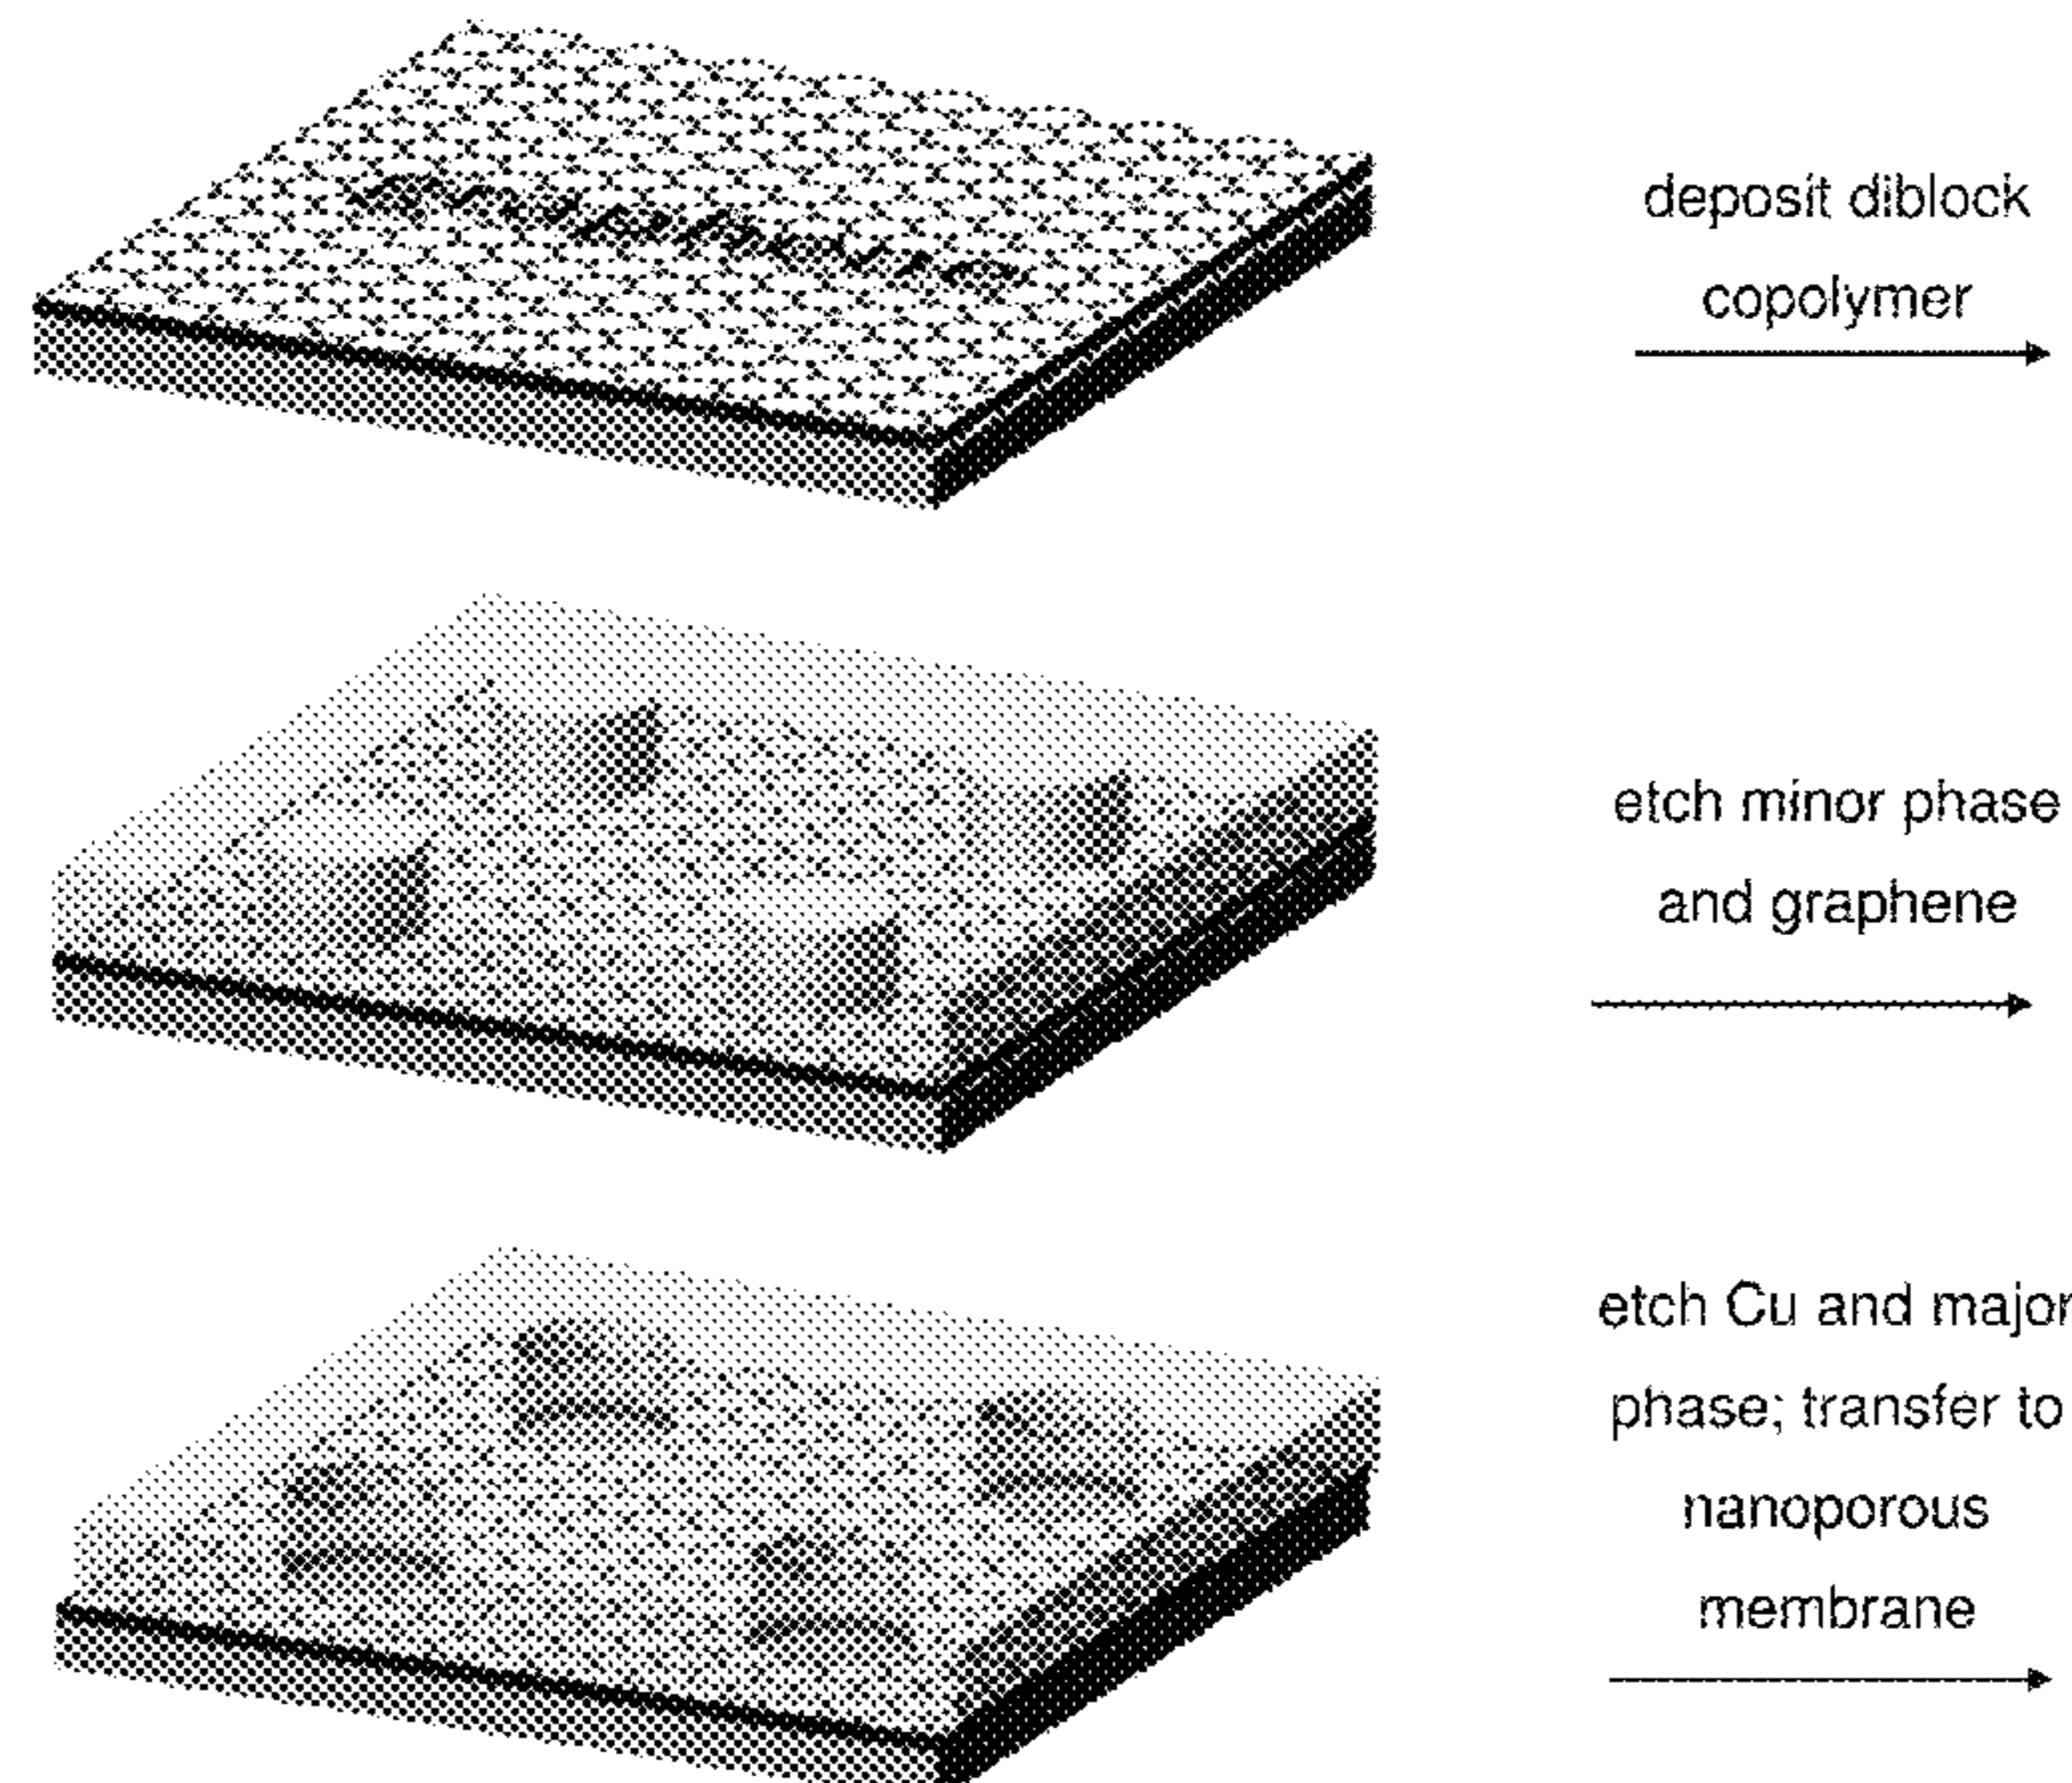 deposit diblock
copolymer
etch minor phase
and graphene
etch Cu and major
phase; transfer to
nanoporous
membrane